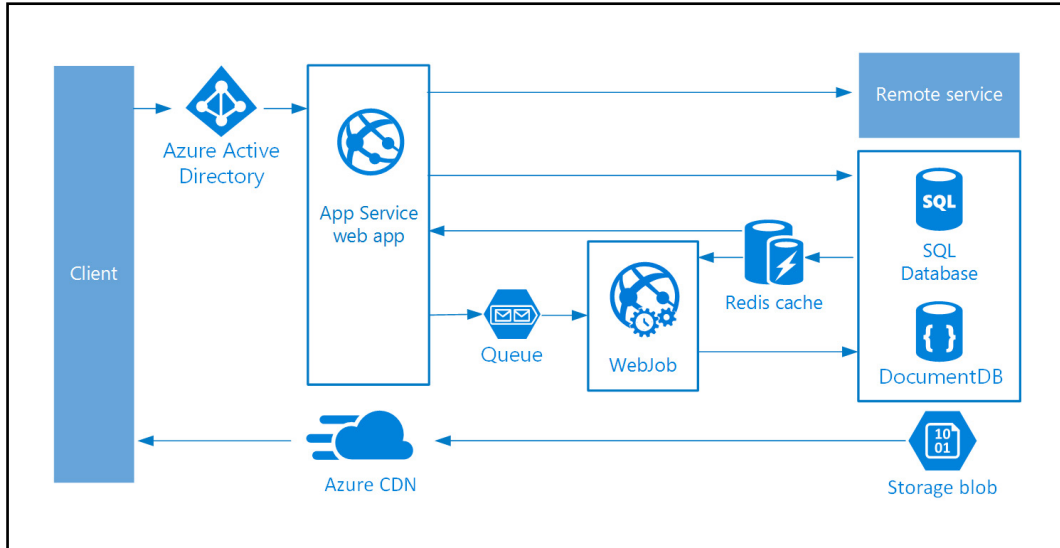 Client
Azure Active
Directory
App Service
web app
Remote service
SQL
SQL
Database
Redis cache
Queue
WebJob
{ }
DocumentDB
Azure CDN
10
01
Storage blob